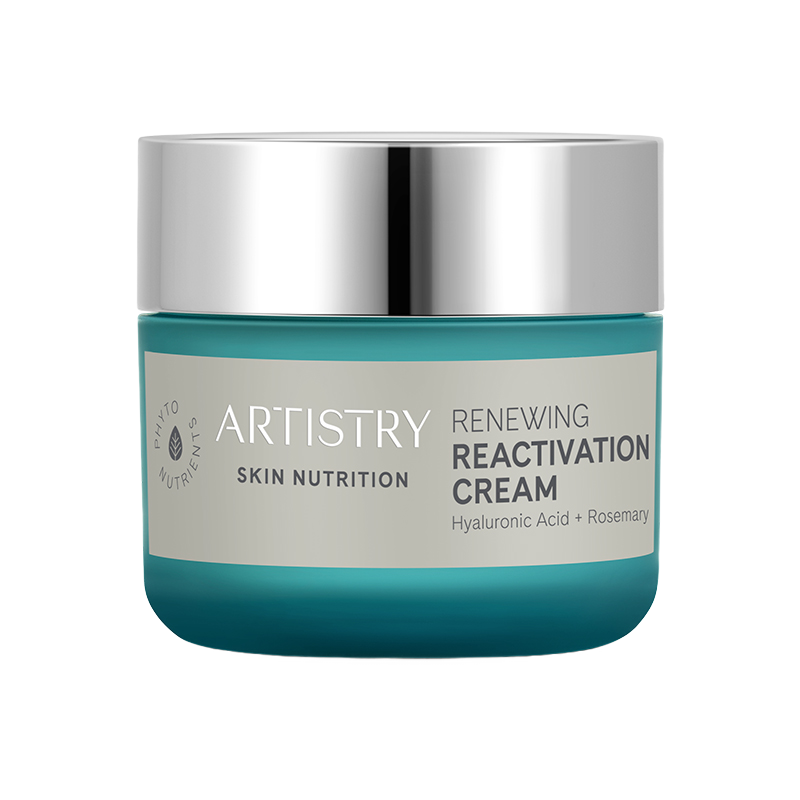 PHYTO
NUTRIENTS
ARTISTRY
SKIN NUTRITION
RENEWING
REACTIVATION
CREAM
Hyaluronic Acid + Rosemary